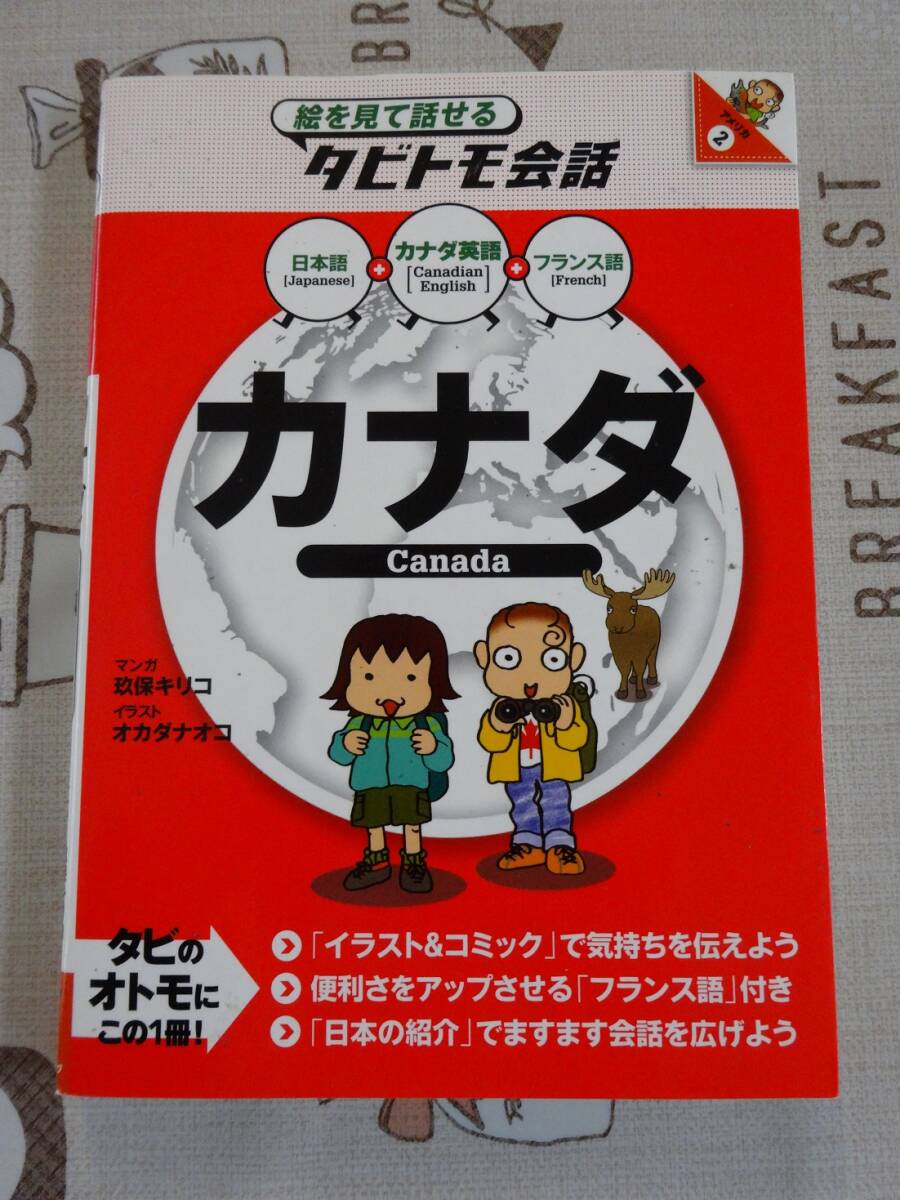 絵を見て話せる
タビトモ会話
アメリカ
2
日本語
[Japanese]
カナダ英語
[Canadian
English]
フランス語
[French]
カナダ
Canada
マンガ
玖保キリコ
イラスト
オカダナオコ
タビの
オトモに
この1冊!
「イラスト&コミック」で気持ちを伝えよう
便利さをアップさせる「フランス語」付き
「日本の紹介」でますます会話を広げよう
BREAKFAST
BR